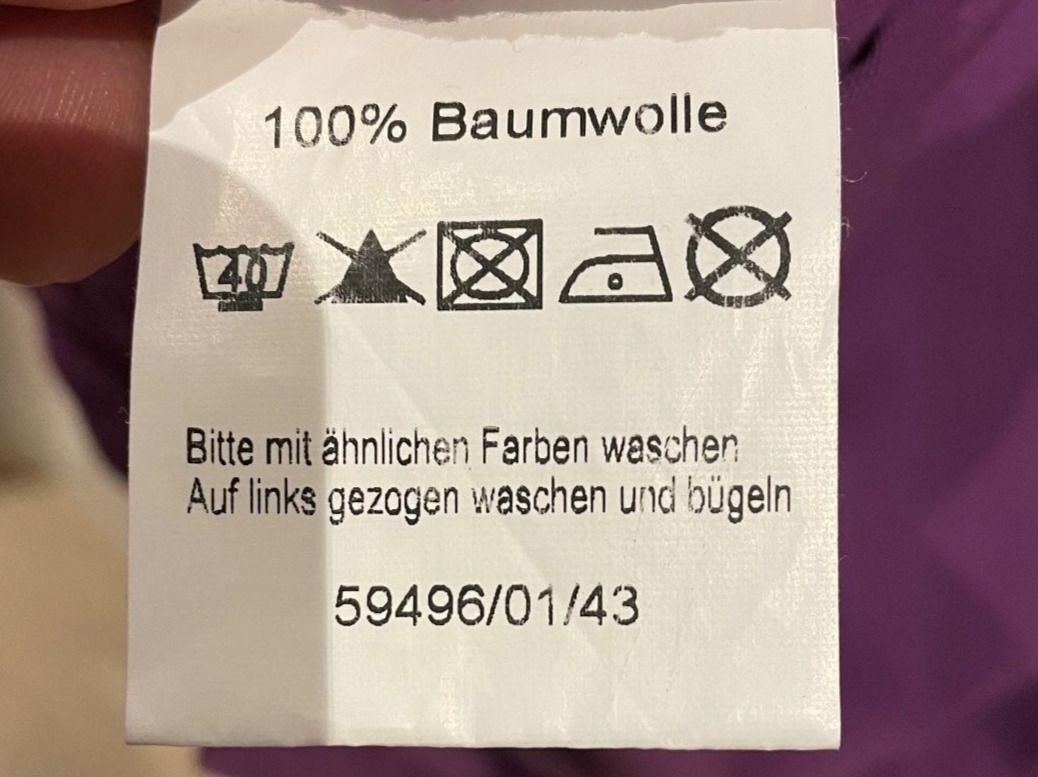 100% Baumwolle
40
Bitte mit ähnlichen Farben waschen
Auf links gezogen waschen und bügeln
59496/01/43